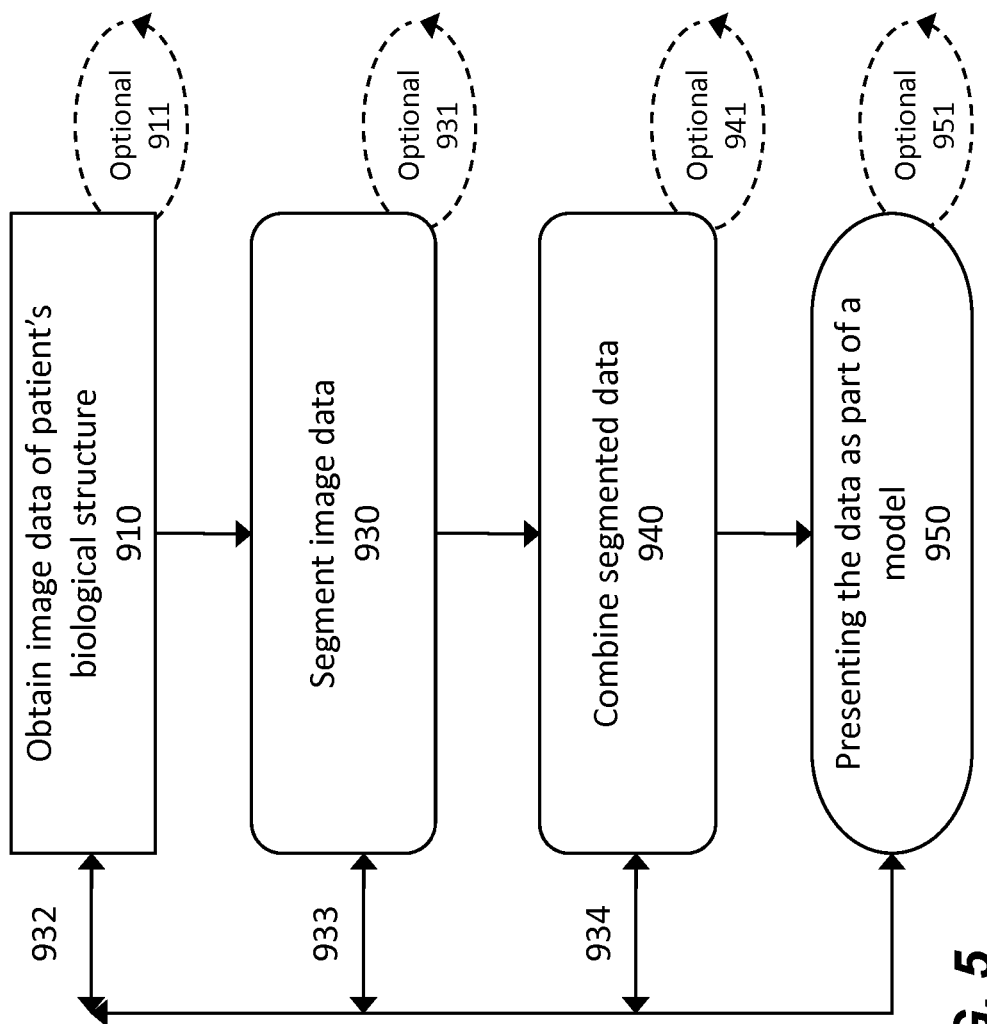 932
Obtain image data of patient's
biological structure
910
Optional
911
933
Segment image data
930
Optional
931
934
Combine segmented data
940
Optional
941
Presenting the data as part of a
model
950
Optional
951
G. 5